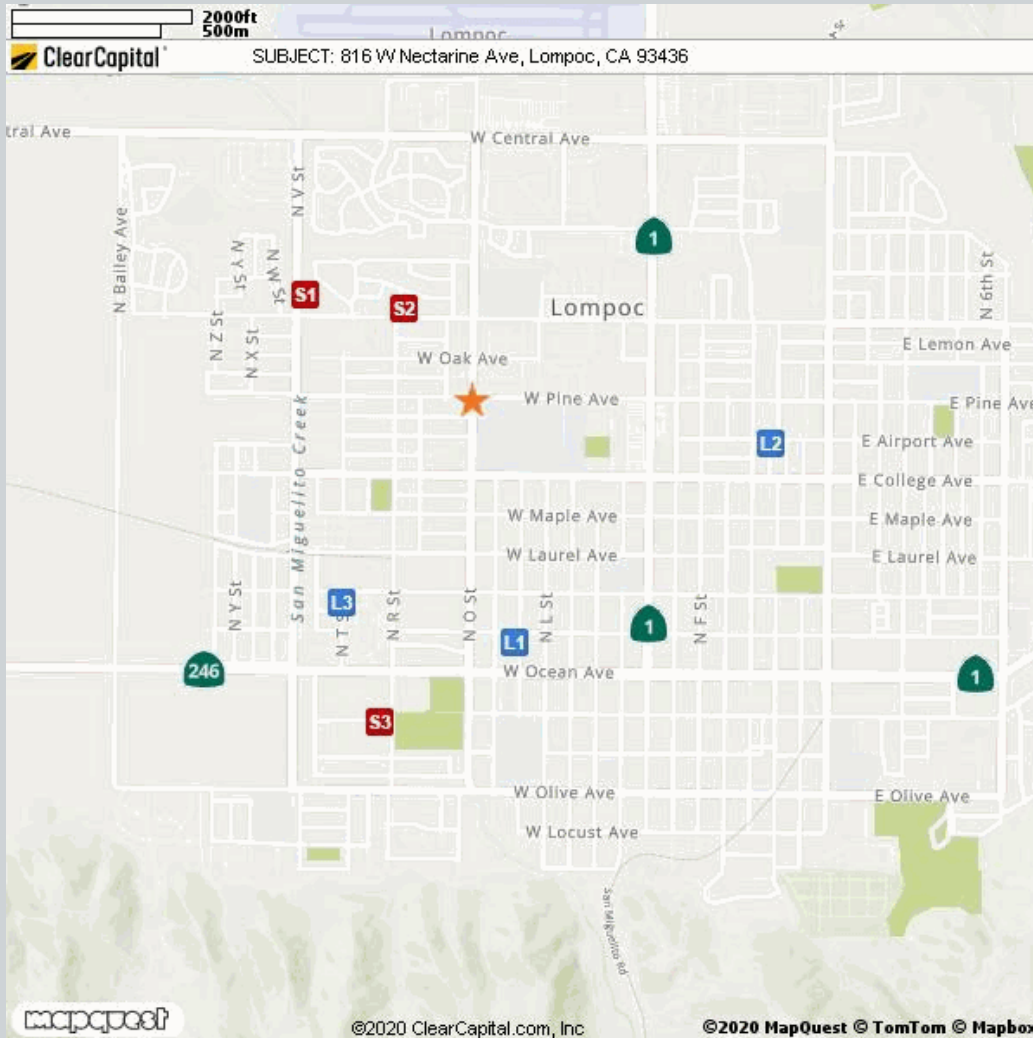 2000ft
500m
Lompoc
ClearCapital
SUBJECT: 816 W Nectarine Ave, Lompoc, CA 93436
tral Ave
W Central Ave
N V St
N Bailey Ave
N Y St
N W St
1
N 6th St
S1
S2
Lompoc
N Z St
N X St
E Lemon Ave
W Oak Ave
W Pine Ave
E Pine Ave
San Miguelito Creek
L2
E Airport Ave
E College Ave
W Maple Ave
E Maple Ave
W Laurel Ave
E Laurel Ave
N Y St
L3
N T S
N R St
N O St
L1
N L St
1
N F St
246
W Ocean Ave
1
S3
W Olive Ave
E Olive Ave
W Locust Ave
San Miguelito Rd
mapquest
©2020 ClearCapital.com, Inc
©2020 MapQuest © TomTom © Mapbox